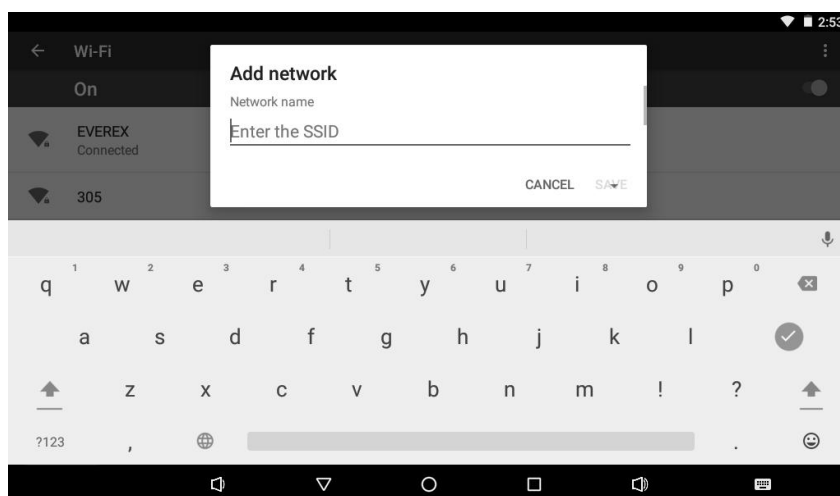 2:53
Wi-Fi
On
EVEREX
Connected
305
Add network
Network name
Enter the SSID
CANCEL SAVE
1 2 3 4 5 6 7 8 9 0
q w e r t y u i o p
a s d f g h j k l
z x c v b n m ! ?
?123 , .